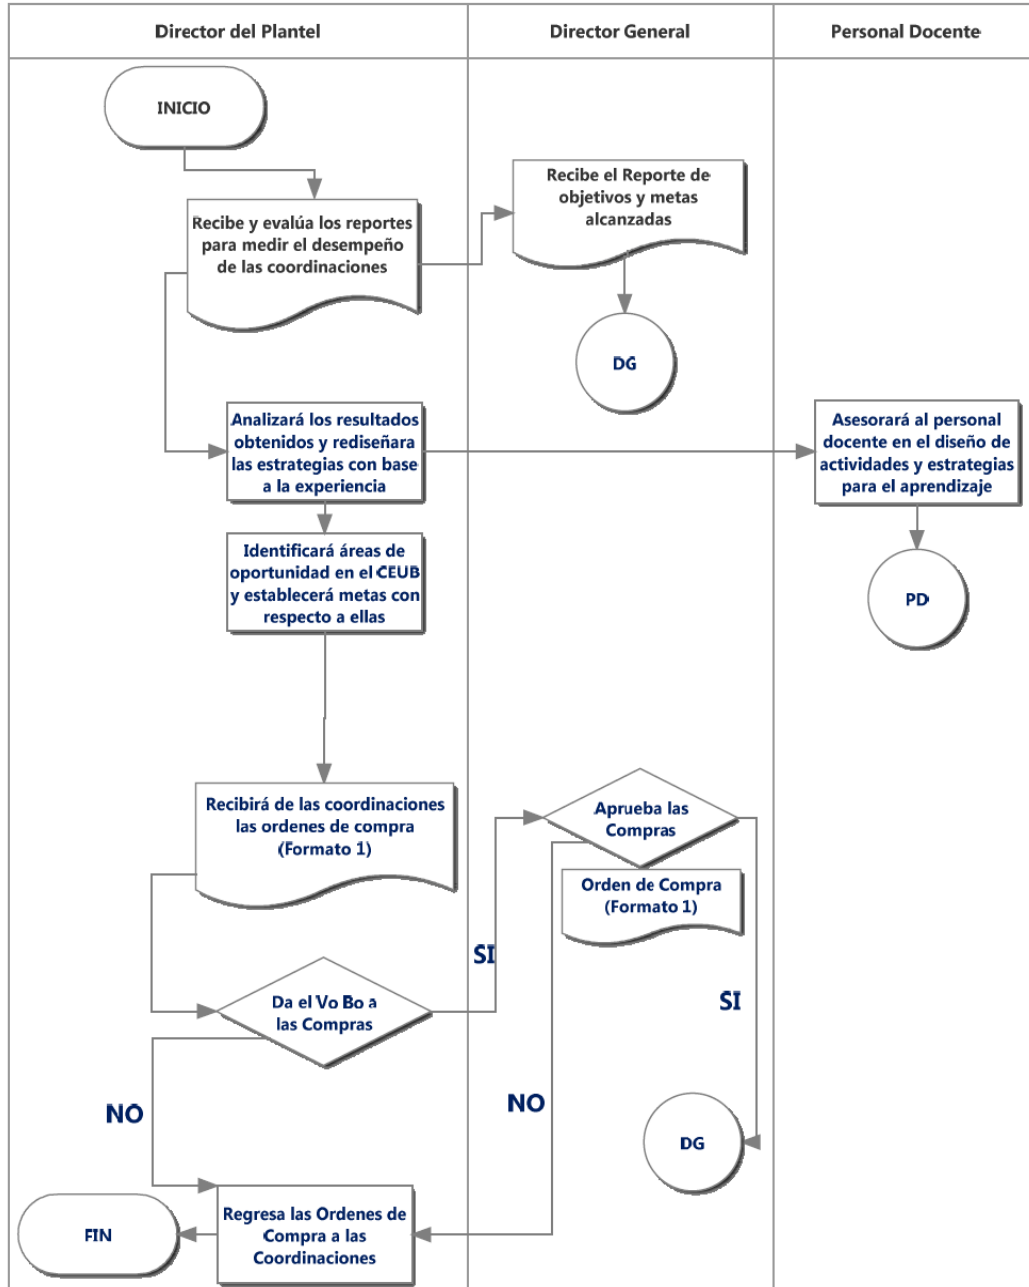 Director del Plantel
Director General
Personal Docente
INICIO
Recibe y evalúa los reportes
para medir el desempeño
de las coordinaciones
Recibe el Reporte de
objetivos y metas
alcanzadas
DG
Analizará los resultados
obtenidos y rediseñara
las estrategias con base
a la experiencia
Asesorará al personal
docente en el diseño de
actividades y estrategias
para el aprendizaje
Identificará áreas de
oportunidad en el CEUB
y establecerá metas con
respecto a ellas
PD
Recibirá de las coordinaciones
las ordenes de compra
(Formato 1)
Aprueba las
Compras
Orden de Compra
(Formato 1)
SI
Da el Vo Bo a
las Compras
SI
NO
NO
DG
Regresa las Ordenes de
Compra a las
Coordinaciones
FIN